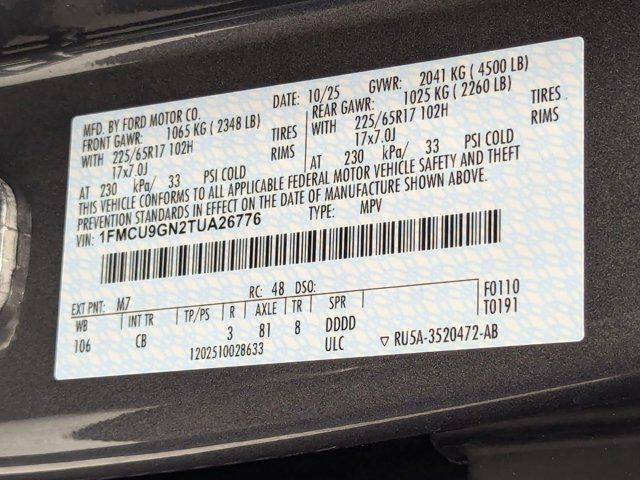 MFD. BY FORD MOTOR CO. DATE: 10/25 GVWR: 2041 KG ( 4500 LB)
FRONT GAWR: 1065 KG ( 2348 LB) REAR GAWR: 1025 KG ( 2260 LB)
WITH 225/65R17 102H TIRES WITH 225/65R17 102H TIRES
17x7.0J RIMS 17x7.0J RIMS
AT 230 kPa/ 33 PSI COLD AT 230 kPa/ 33 PSI COLD
THIS VEHICLE CONFORMS TO ALL APPLICABLE FEDERAL MOTOR VEHICLE SAFETY AND THEFT
PREVENTION STANDARDS IN EFFECT ON THE DATE OF MANUFACTURE SHOWN ABOVE.
VIN: 1FMCU9GN2TUA26776 TYPE: MPV
EXT PNT: M7 RC: 48 DSO: F0110
WB INT TR TP/PS R AXLE TR SPR T0191
106 CB 3 81 8 DDDD
1202510028633 ULC ▽ RU5A-3520472-AB